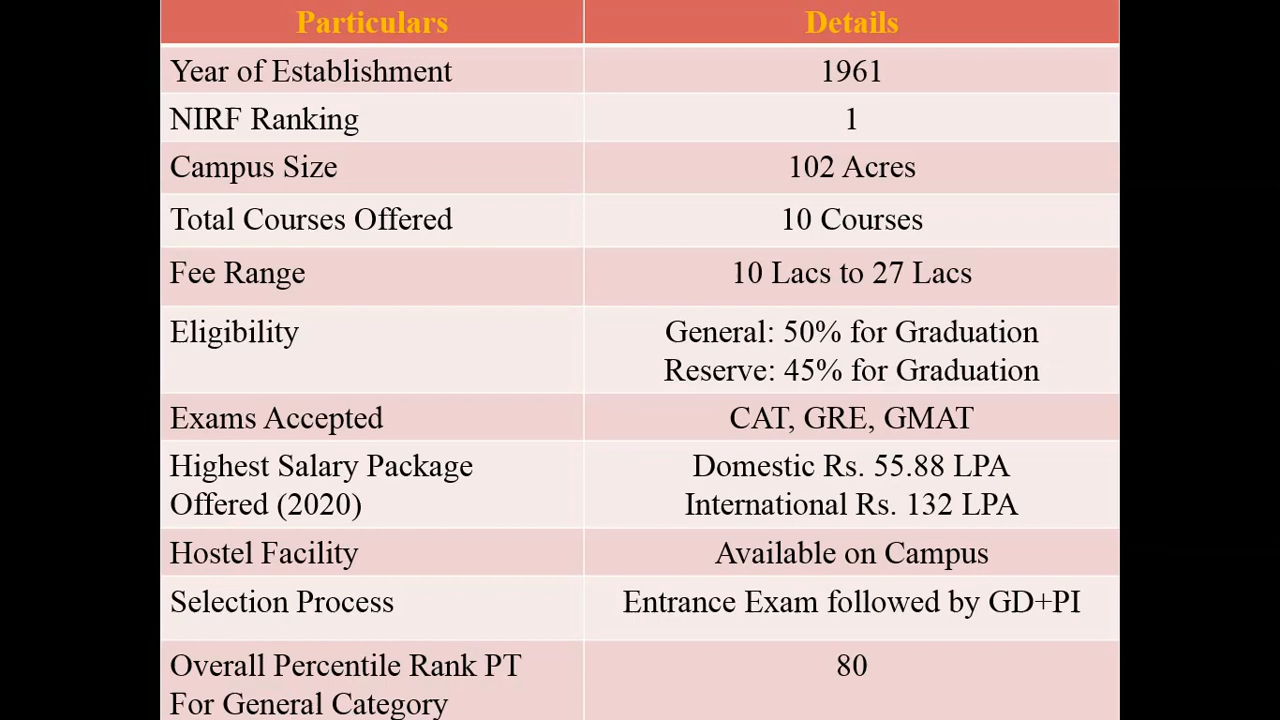 Particulars Details
Year of Establishment 1961
NIRF Ranking 1
Campus Size 102 Acres
Total Courses Offered 10 Courses
Fee Range 10 Lacs to 27 Lacs
Eligibility General: 50% for Graduation
Reserve: 45% for Graduation
Exams Accepted CAT, GRE, GMAT
Highest Salary Package Domestic Rs. 55.88 LPA
Offered (2020) International Rs. 132 LPA
Hostel Facility Available on Campus
Selection Process Entrance Exam followed by GD+PI
Overall Percentile Rank PT 80
For General Category